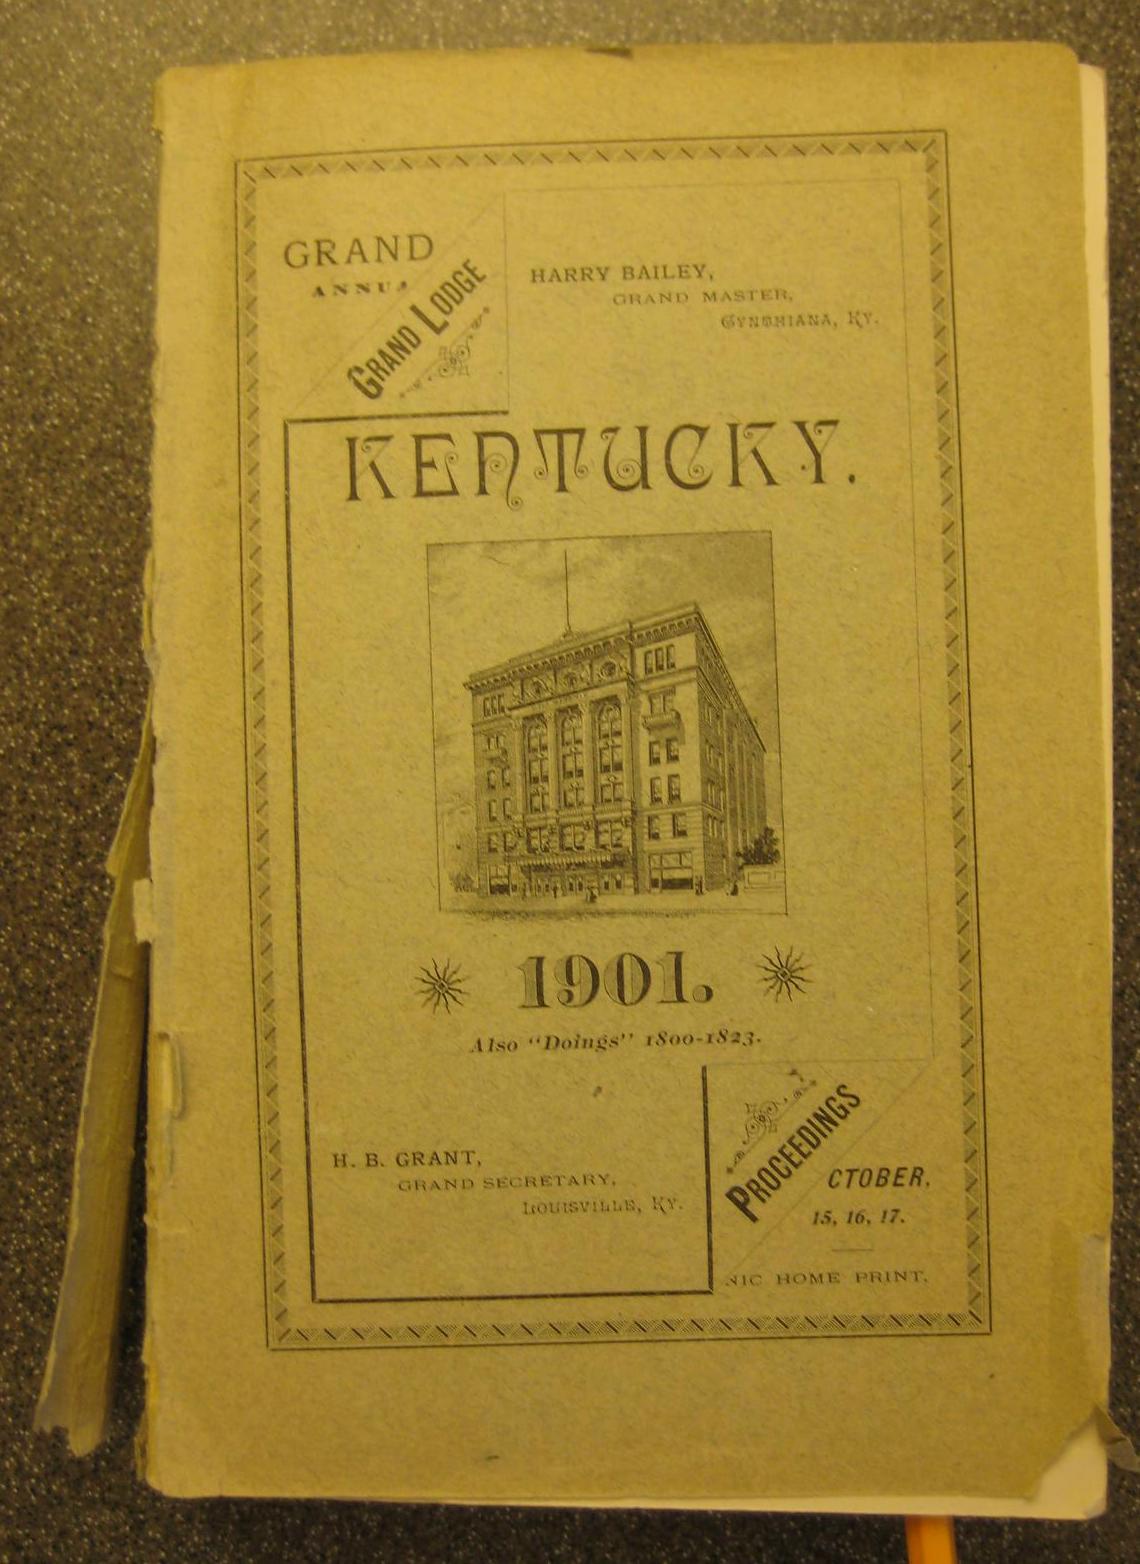 GRAND
ANNUA
GRAND LODGE
HARRY BAILEY,
GRAND MASTER,
CYNTHIANA, KY.
KENTUCKY.
1901.
Also "Doings" 1800-1823.
H. B. GRANT,
GRAND SECRETARY,
LOUISVILLE, KY.
PROCEEDINGS
CTOBER,
15, 16, 17.
NIC HOME PRINT.